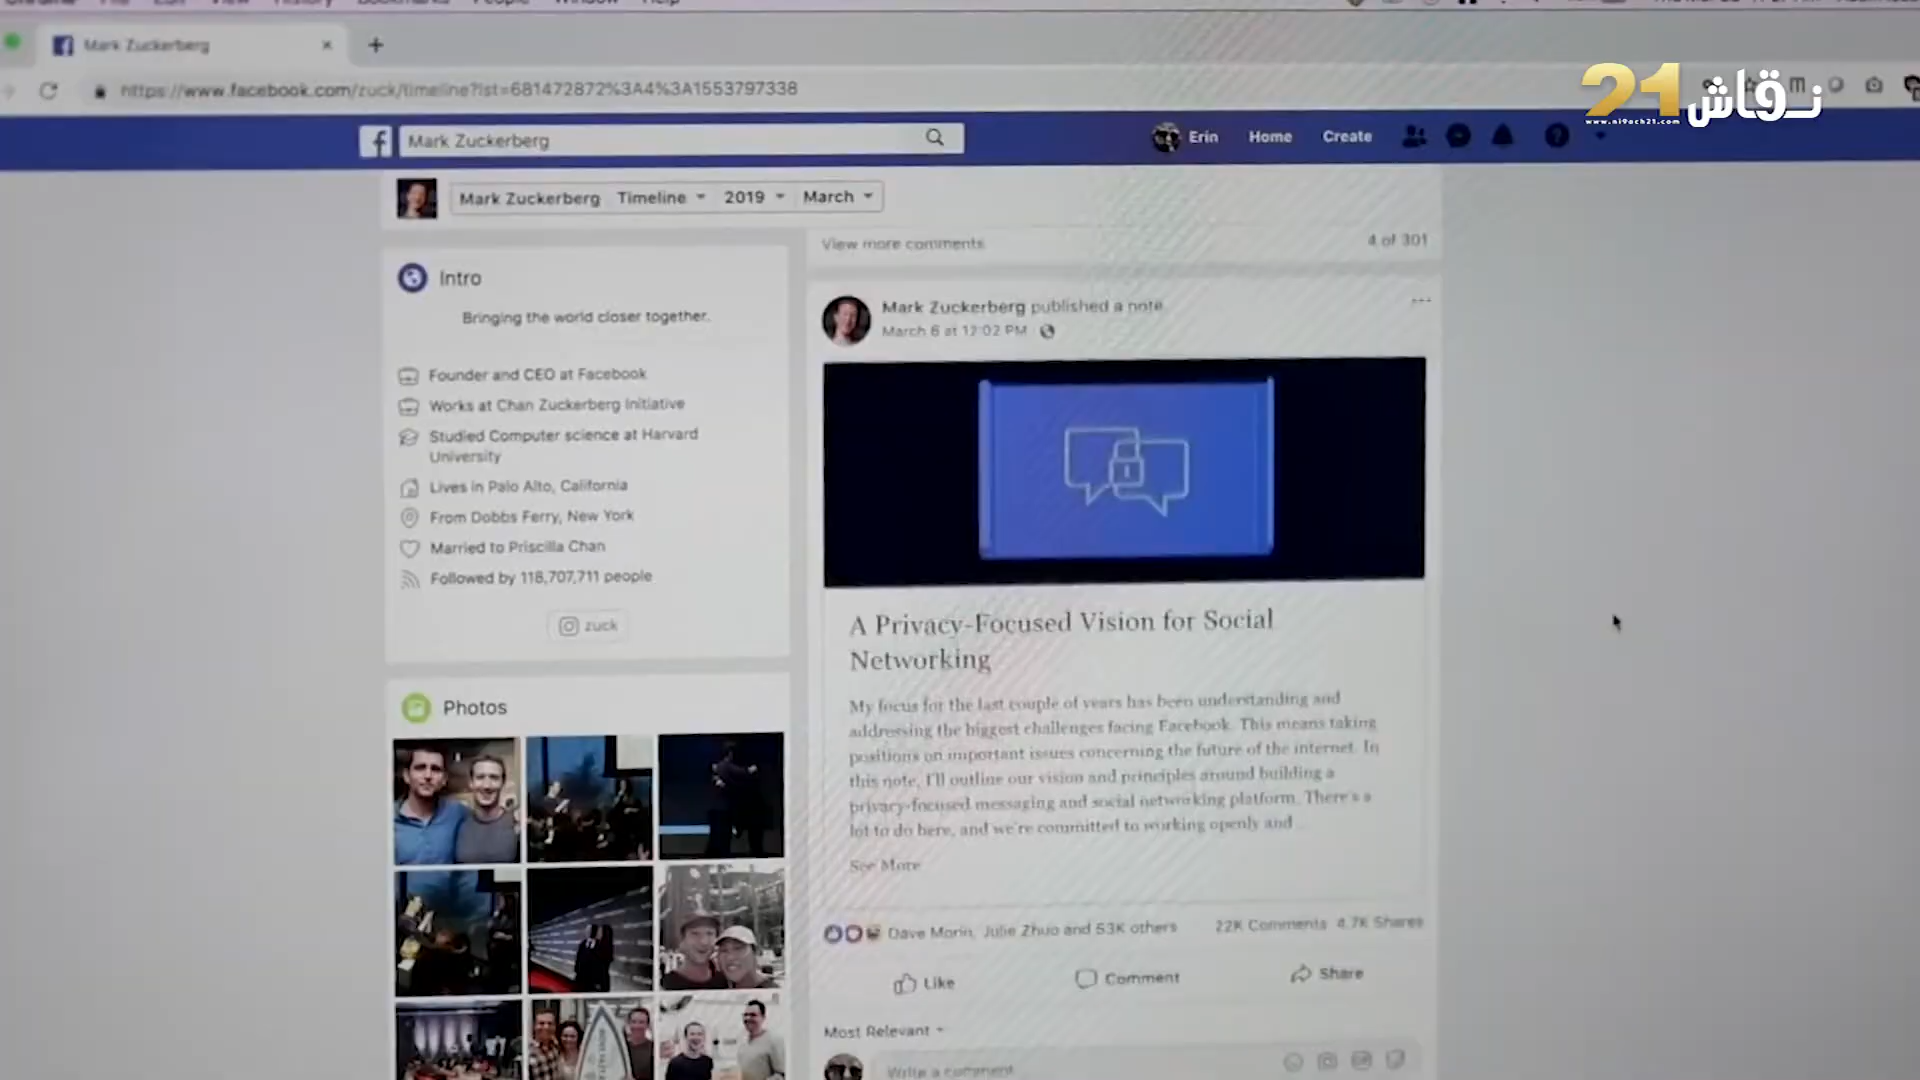 Mark Zuckerberg
https://www.facebook.com/zuck/timeline?lst=681472872%3A4%3A1553797338
21 نقاش
www.ni9ach21.com
Mark Zuckerberg
Erin Home Create
Mark Zuckerberg Timeline 2019 March
View more comments 4 of 301
Intro
Bringing the world closer together.
Founder and CEO at Facebook
Works at Chan Zuckerberg Initiative
Studied Computer science at Harvard
University
Lives in Palo Alto, California
From Dobbs Ferry, New York
Married to Priscilla Chan
Followed by 118,707,711 people
zuck
Photos
Mark Zuckerberg published a note.
March 6 at 12:02 PM
A Privacy-Focused Vision for Social
Networking
My focus for the last couple of years has been understanding and
addressing the biggest challenges facing Facebook. This means taking
positions on important issues concerning the future of the internet. In
this note, I'll outline our vision and principles around building a
privacy-focused messaging and social networking platform. There's a
lot to do here, and we're committed to working openly and ...
See More
Dave Morin, Julie Zhuo and 53K others 22K Comments 4.7K Shares
Like Comment Share
Most Relevant
Write a comment...